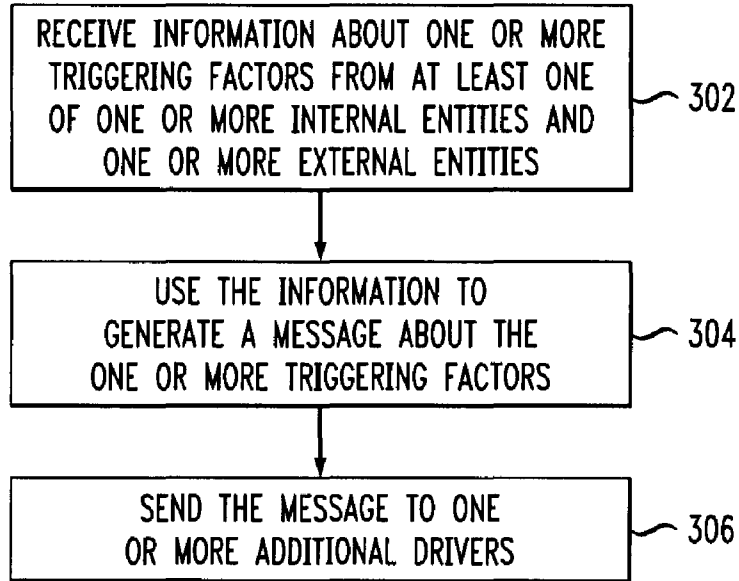 RECEIVE INFORMATION ABOUT ONE OR MORE
TRIGGERING FACTORS FROM AT LEAST ONE
OF ONE OR MORE INTERNAL ENTITIES AND
ONE OR MORE EXTERNAL ENTITIES
302
USE THE INFORMATION TO
GENERATE A MESSAGE ABOUT THE
ONE OR MORE TRIGGERING FACTORS
304
SEND THE MESSAGE TO ONE
OR MORE ADDITIONAL DRIVERS
306